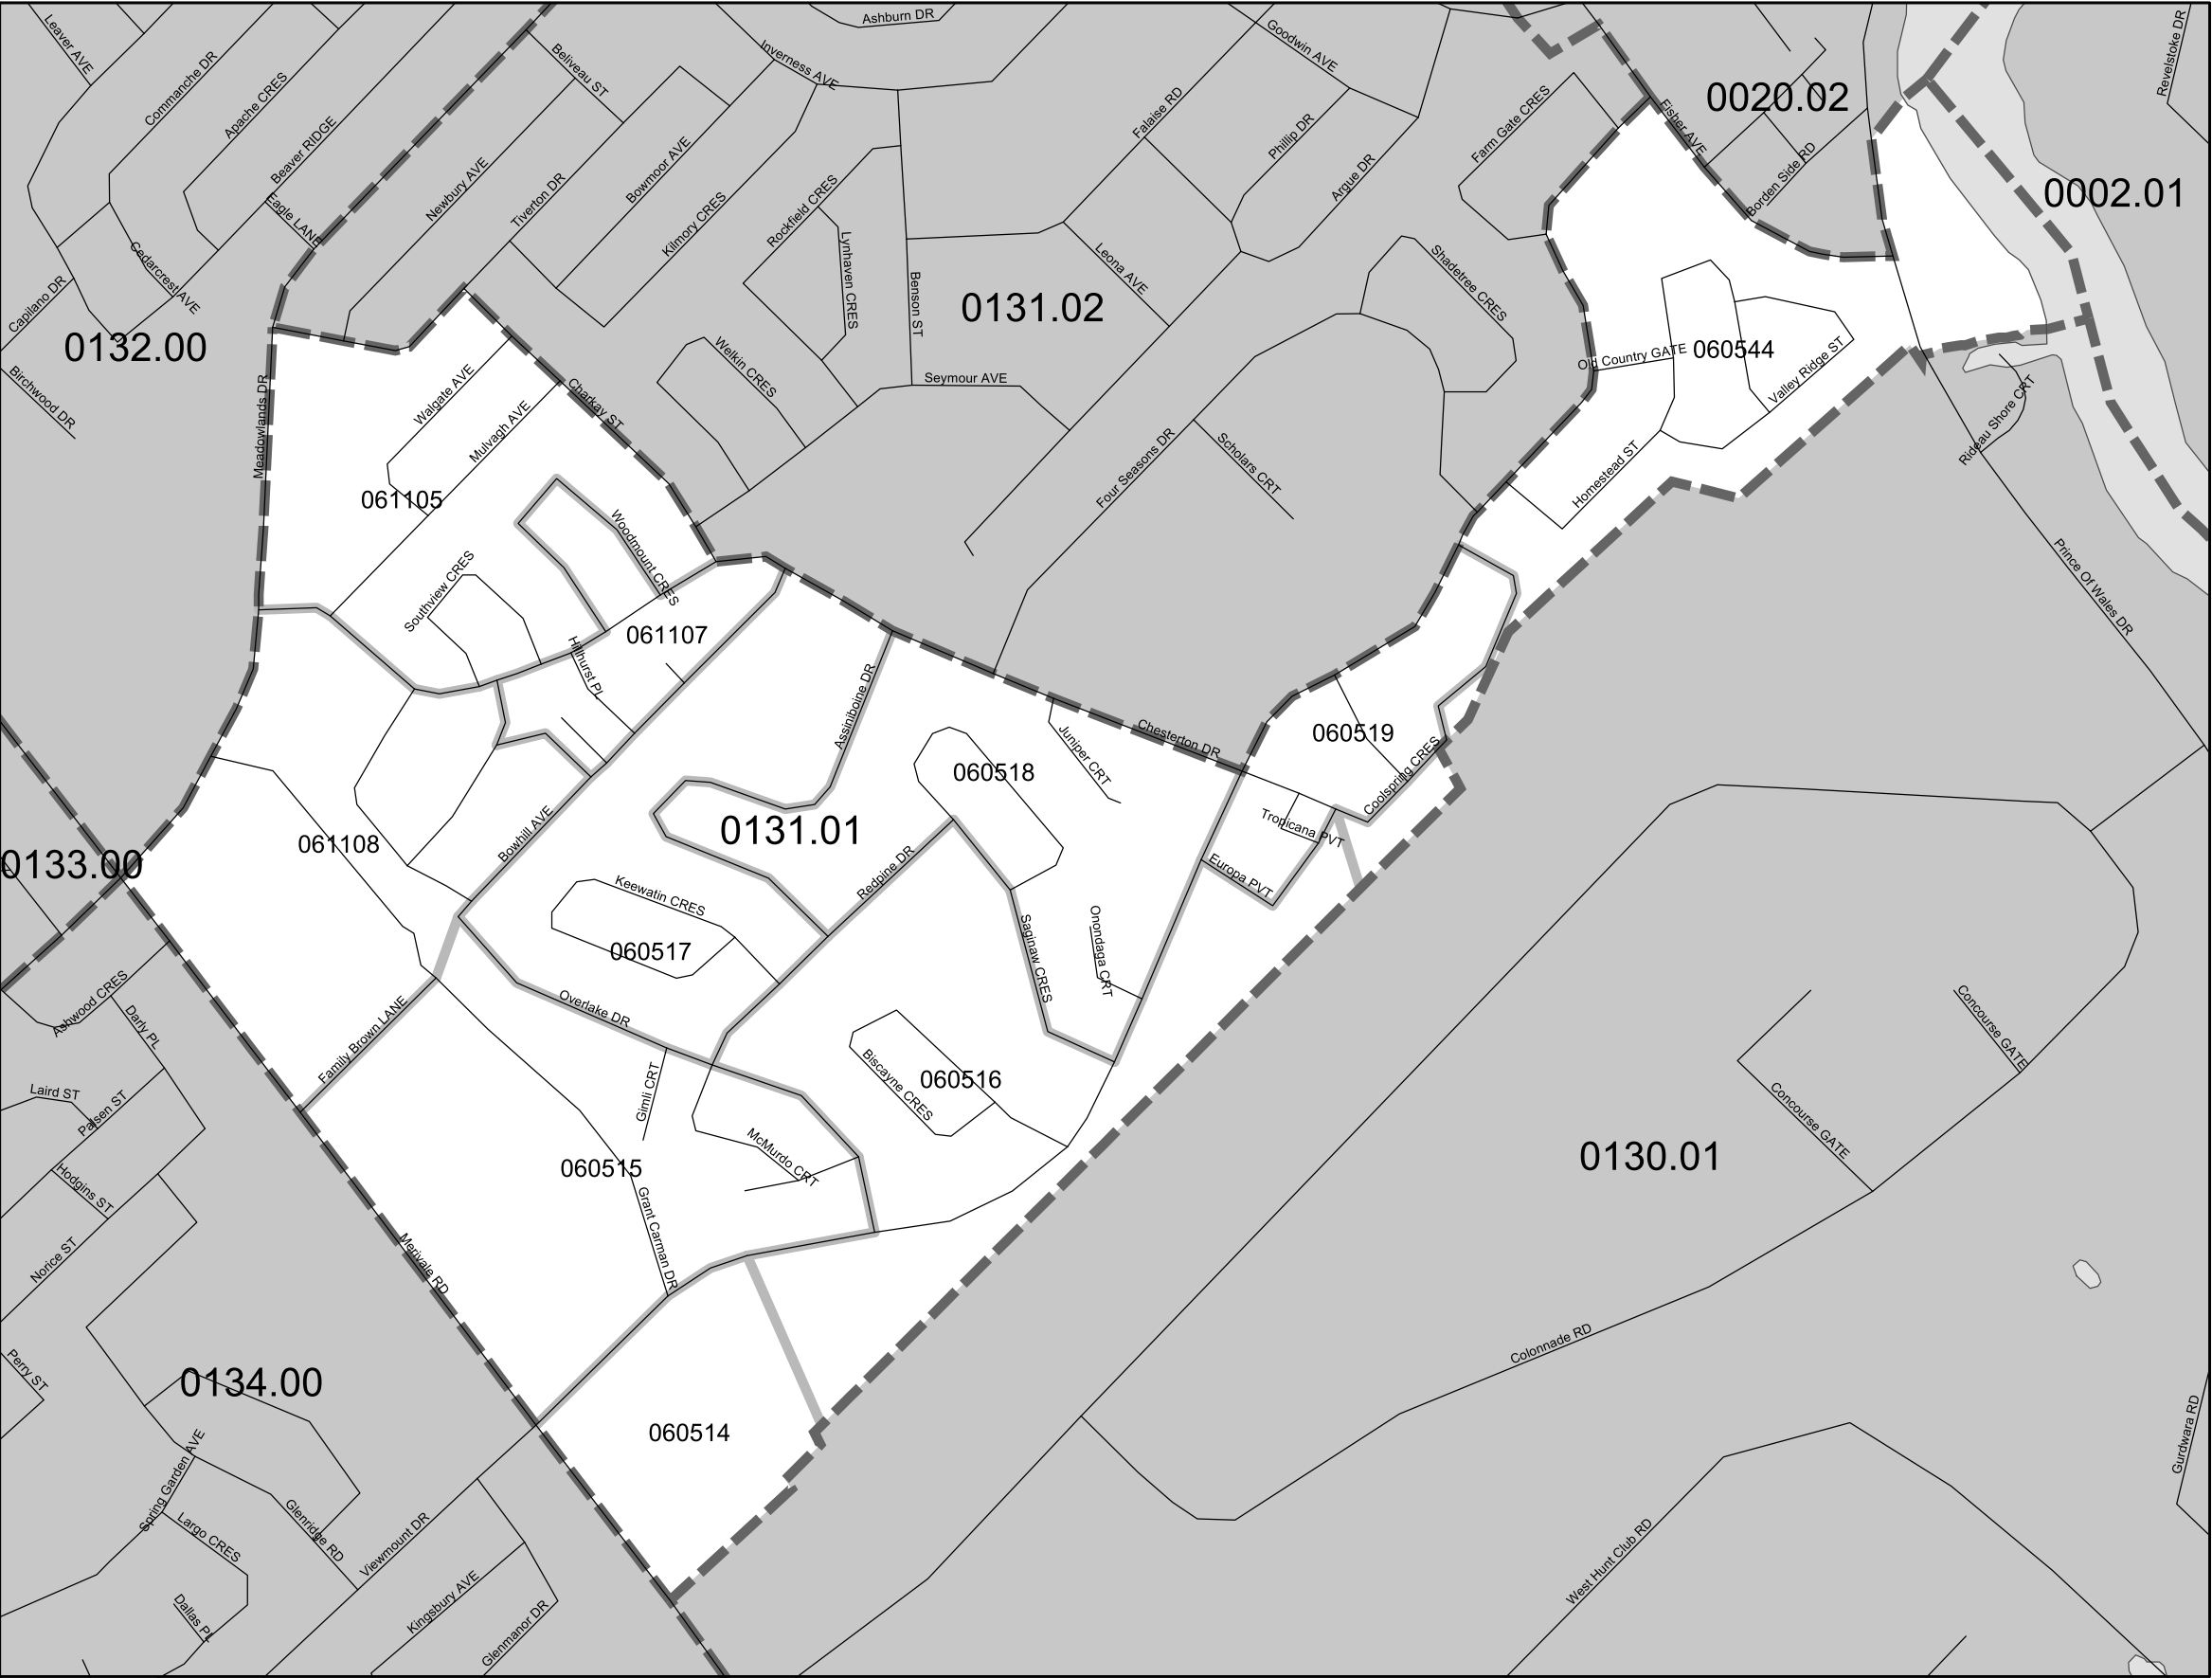 Leaver AVE
Commanche DR
Apache CRES
Beaver RIDGE
Eagle LANE
Cedarcrest AVE
Capilano DR
0132.00
Birchwood DR
Meadowlands DR
Beliveau ST
Newbury AVE
Tiverton DR
Bowmoor AVE
Kilmory CRES
Inverness AVE
Ashburn DR
Rockfield CRES
Lynhaven CRES
Benson ST
Welkin CRES
Seymour AVE
0131.02
Falaise RD
Goodwin AVE
Phillip DR
Argue DR
Leona AVE
Farm Gate CRES
Shadetree CRES
Four Seasons DR
Scholars CRT
Fisher AVE
0020.02
Borden Side RD
Revelstoke DR
0002.01
Old Country GATE
060544
Valley Ridge ST
Homestead ST
Rideau Shore CRT
Prince Of Wales DR
Walgate AVE
Mulvagh AVE
Charkay ST
061105
Woodmount CRES
Southview CRES
061107
Hillhurst PL
061108
Bowhill AVE
Assiniboine DR
0131.01
060518
Juniper CRT
Chesterton DR
060519
Coolspring CRES
Tropicana PVT
Europa PVT
Redpine DR
Keewatin CRES
060517
Saginaw CRES
Onondaga CRT
Overlake DR
Family Brown LANE
Gimli CRT
Biscayne CRES
060516
McMurdo CRT
060515
Grant Carman DR
060514
Merivale RD
0133.00
Ashwood CRES
Darly PL
Laird ST
Palsen ST
Hodgins ST
Norice ST
Perry ST
0134.00
Spring Garden AVE
Largo CRES
Glenridge RD
Dallas PL
Viewmount DR
Kingsbury AVE
Glenmanor DR
0130.01
Concourse GATE
Concourse GATE
Colonnade RD
West Hunt Club RD
Gurdwara RD